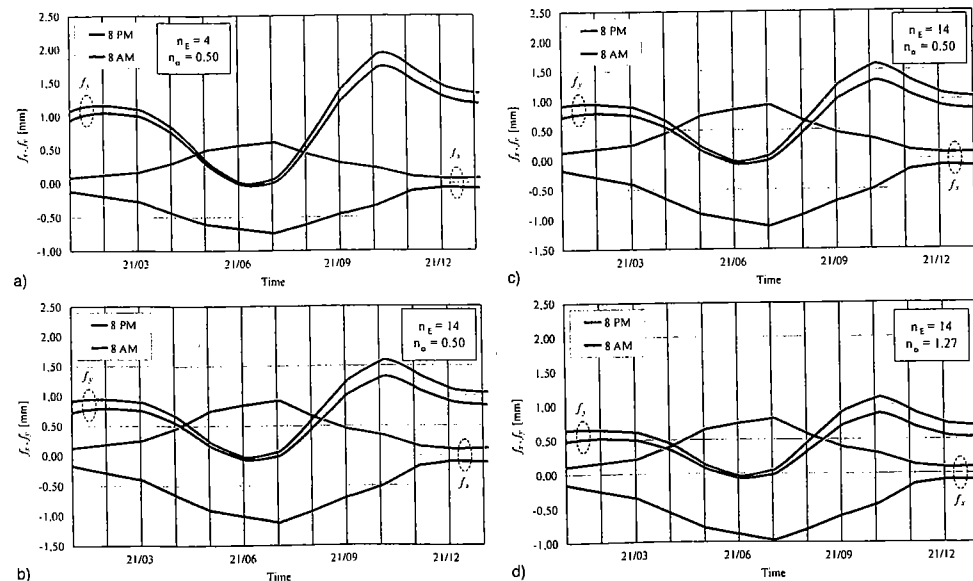 2.50
2.00
1.50
1.00
0.50
0.00
-0.50
1.00
8 PM
8 AM
n_E = 4
n_α = 0.50
f_y
f_x
f_x, f_y [mm]
21/03
21/06
21/09
21/12
Time
a)
2.50
2.00
1.50
1.00
0.50
0.00
-0.50
-1.00
-1.50
8 PM
8 AM
n_E = 14
n_α = 0.50
f_y
f_x
f_x, f_y [mm]
21/03
21/06
21/09
21/12
Time
c)
2.50
2.00
1.50
1.00
0.50
0.00
-0.50
-1.00
-1.50
8 PM
8 AM
n_E = 14
n_α = 0.50
f_y
f_x
f_x, f_y [mm]
21/03
21/06
21/09
21/12
Time
b)
2.50
2.00
1.50
1.00
0.50
0.00
-0.50
-1.00
8 PM
8 AM
n_E = 14
n_α = 1.27
f_y
f_x
f_x, f_y [mm]
21/03
21/06
21/09
21/12
Time
d)